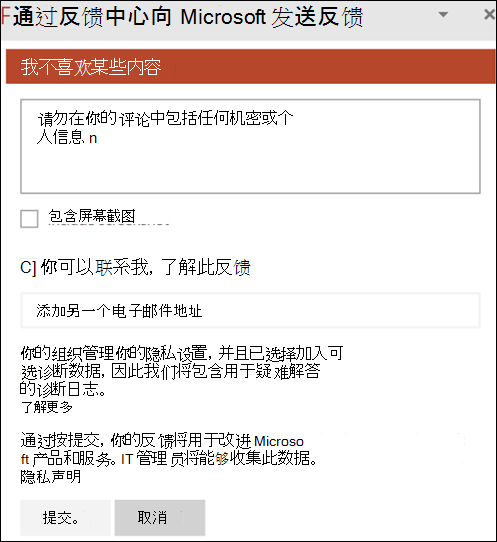 F通过反馈中心向 Microsoft 发送反馈
我不喜欢某些内容
请勿在你的评论中包括任何机密或个
人信息 n
包含屏幕截图
C] 你可以联系我, 了解此反馈
添加另一个电子邮件地址
你的组织管理你的隐私设置, 并且已选择加入可
选诊断数据, 因此我们将包含用于疑难解答
的诊断日志。
了解更多
通过按提交, 你的反馈将用于改进 Microso
ft 产品和服务。IT 管理员将能够收集此数据。
隐私声明
提交。
取消